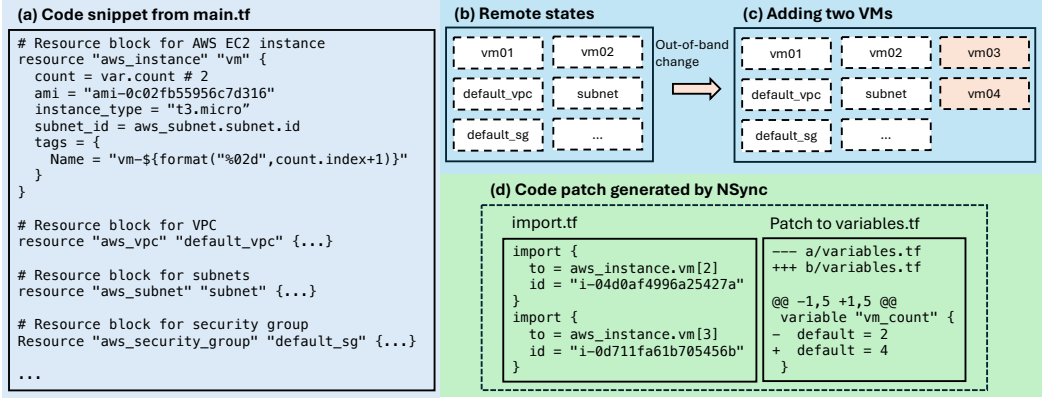 (a) Code snippet from main.tf
# Resource block for AWS EC2 instance
resource "aws_instance" "vm" {
  count = var.count # 2
  ami = "ami-0c02fb55956c7d316"
  instance_type = "t3.micro”
  subnet_id = aws_subnet.subnet.id
  tags = {
    Name = "vm-${format("%02d",count.index+1)}"
  }
}
# Resource block for VPC
resource "aws_vpc" "default_vpc" {...}
# Resource block for subnets
resource "aws_subnet" "subnet" {...}
# Resource block for security group
Resource "aws_security_group" "default_sg" {...}
...
(b) Remote states
vm01
vm02
default_vpc
subnet
default_sg
...
Out-of-band
change
(c) Adding two VMs
vm01
vm02
vm03
default_vpc
subnet
vm04
default_sg
...
(d) Code patch generated by NSync
import.tf
import {
  to = aws_instance.vm[2]
  id = "i-04d0af4996a25427a"
}
import {
  to = aws_instance.vm[3]
  id = "i-0d711fa61b705456b"
}
Patch to variables.tf
--- a/variables.tf
+++ b/variables.tf
@@ -1,5 +1,5 @@
 variable "vm_count" {
-  default = 2
+  default = 4
 }